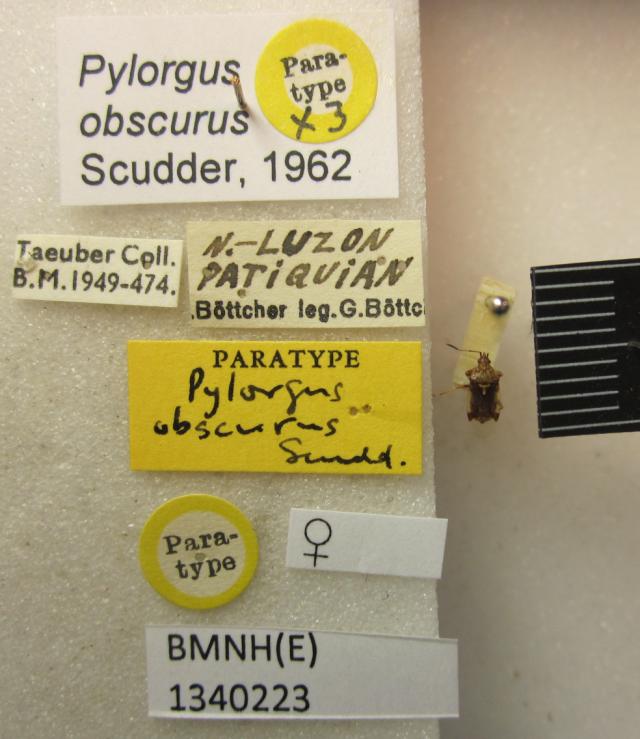 Pylorgus
obscurus
Scudder, 1962
Para-
type
x3
Taeuber Coll.
B.M.1949-474.
N.-LUZON
PATiQUiAN
.Böttcher leg.G.Böttc
PARATYPE
Pylorgus
obscurus
Scudd.
Para-
type
♀
BMNH(E)
1340223